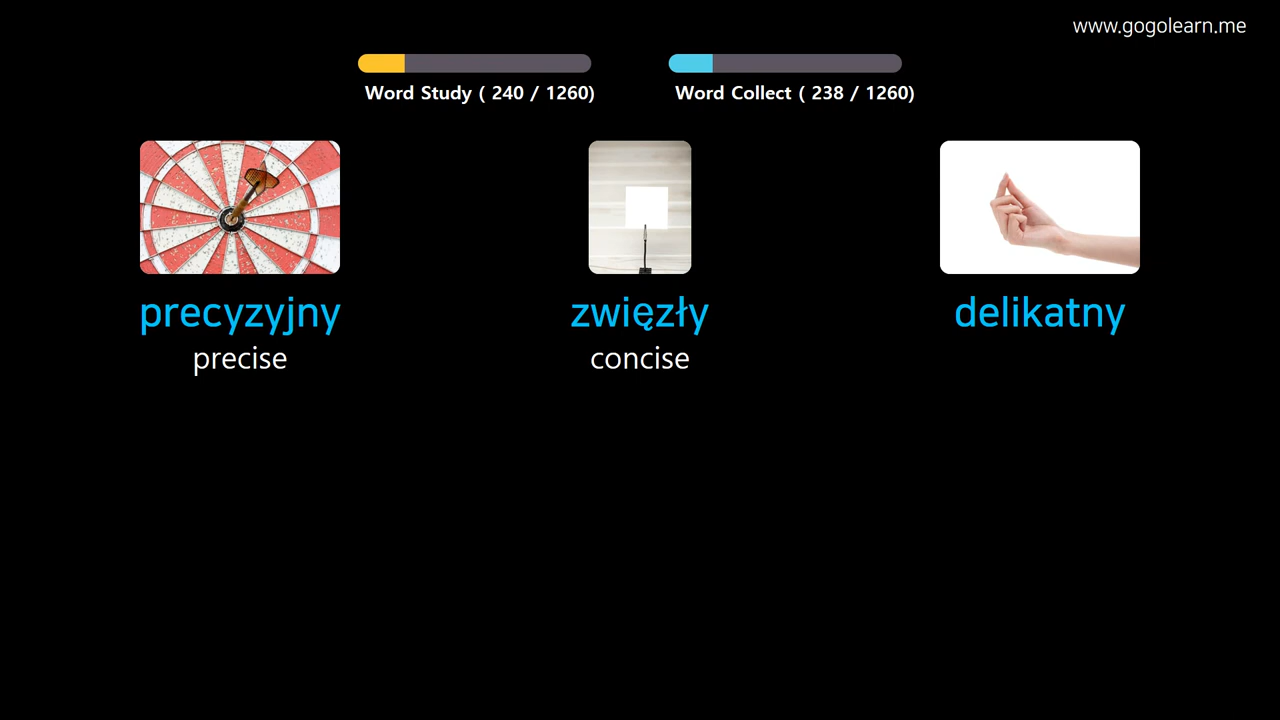 www.gogolearn.me
Word Study ( 240 / 1260)
Word Collect ( 238 / 1260)
precyzyjny
zwięzły
delikatny
precise
concise